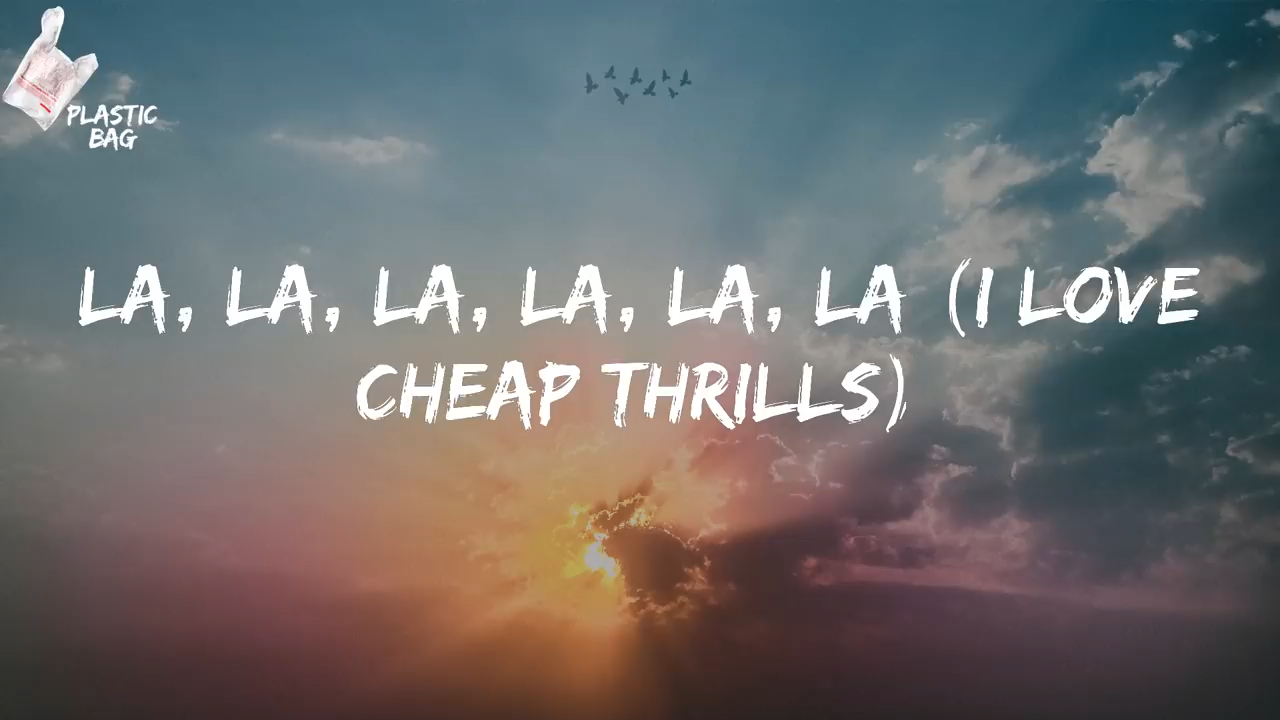 PLASTIC
BAG
LA, LA, LA, LA, LA, LA (I LOVE
CHEAP THRILLS)